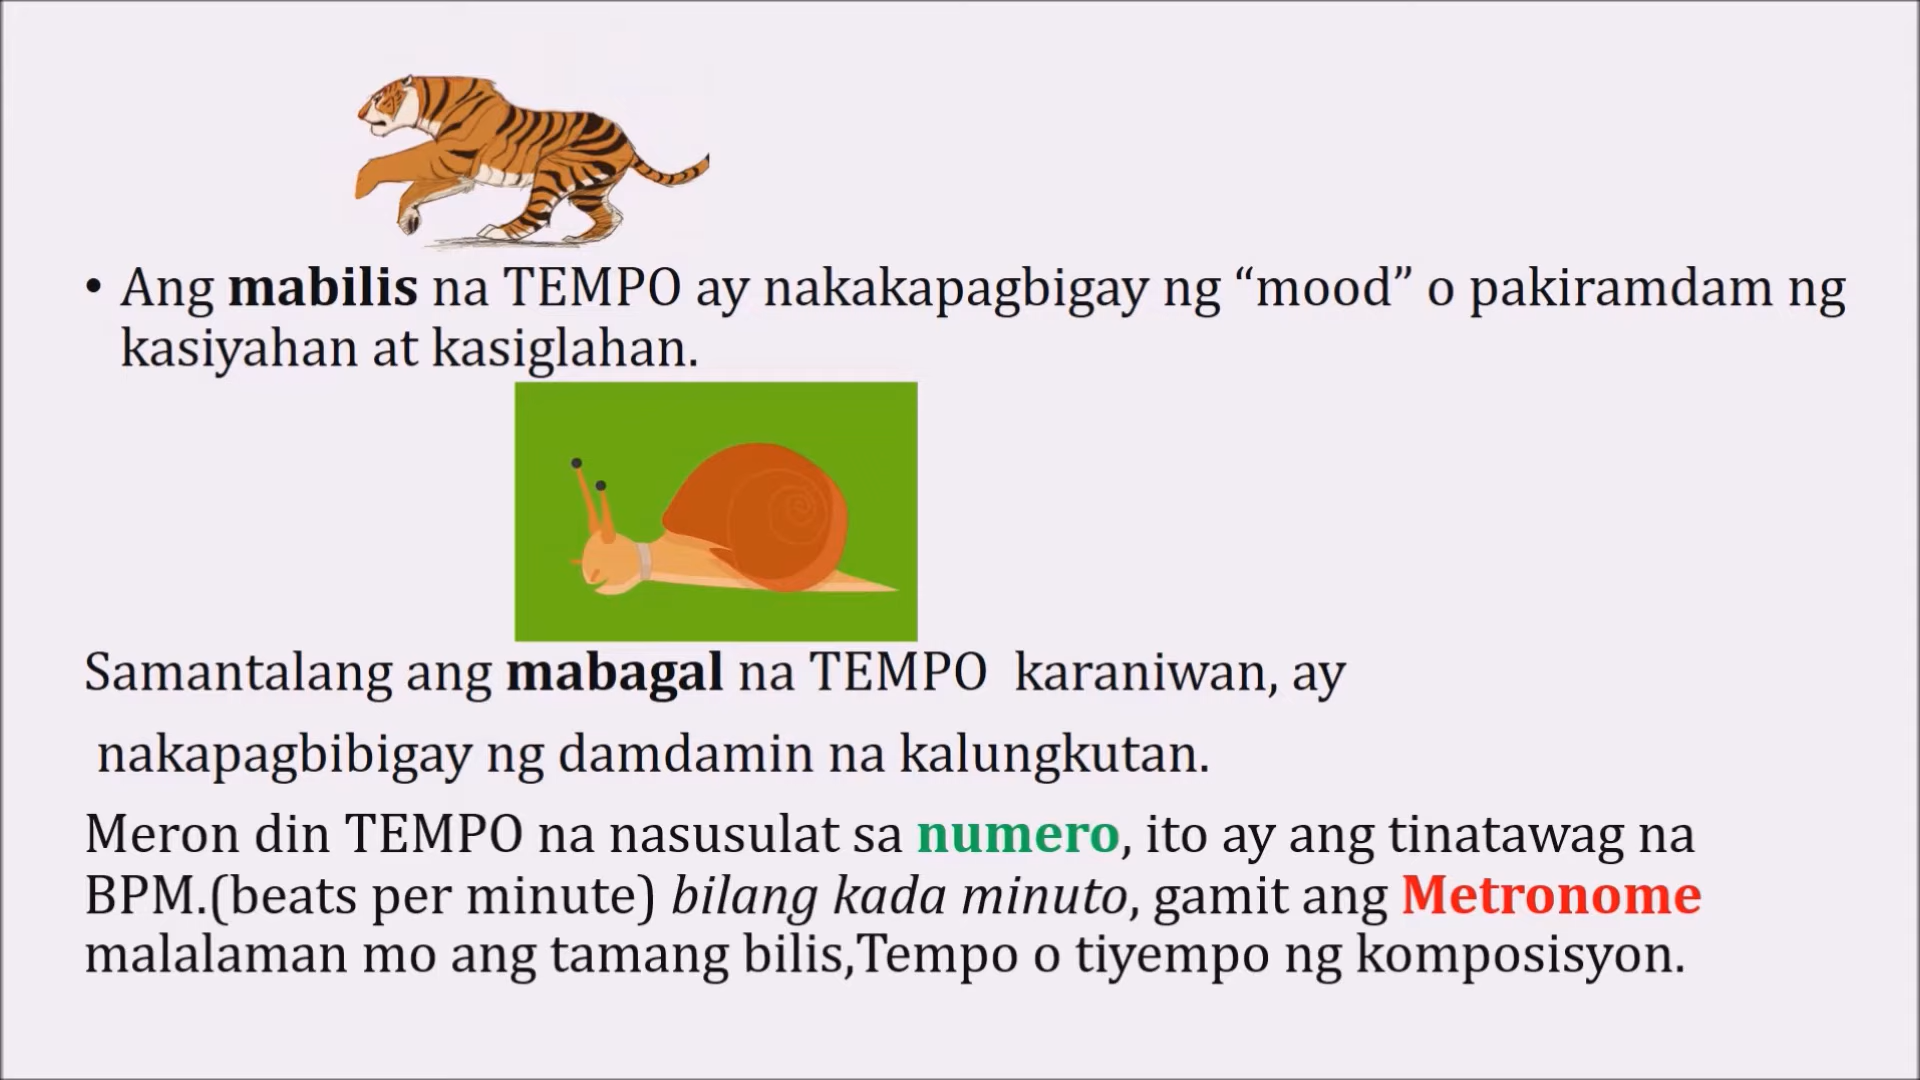 • Ang mabilis na TEMPO ay nakakapagbigay ng “mood” o pakiramdam ng
kasiyahan at kasiglahan.
Samantalang ang mabagal na TEMPO karaniwan, ay
nakapagbibigay ng damdamin na kalungkutan.
Meron din TEMPO na nasusulat sa numero, ito ay ang tinatawag na
BPM.(beats per minute) bilang kada minuto, gamit ang Metronome
malalaman mo ang tamang bilis,Tempo o tiyempo ng komposisyon.